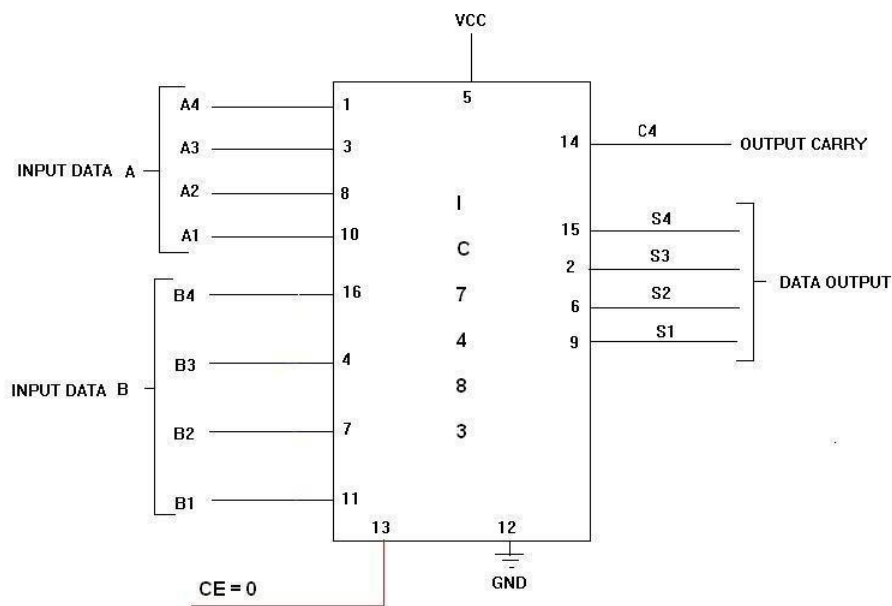 VCC
5
A4 1
A3 3
A2 8
A1 10
INPUT DATA A
B4 16
B3 4
B2 7
B1 11
INPUT DATA B
I
C
7
4
8
3
14 C4 OUTPUT CARRY
15 S4
2 S3
6 S2
9 S1
DATA OUTPUT
13
12
CE = 0
GND